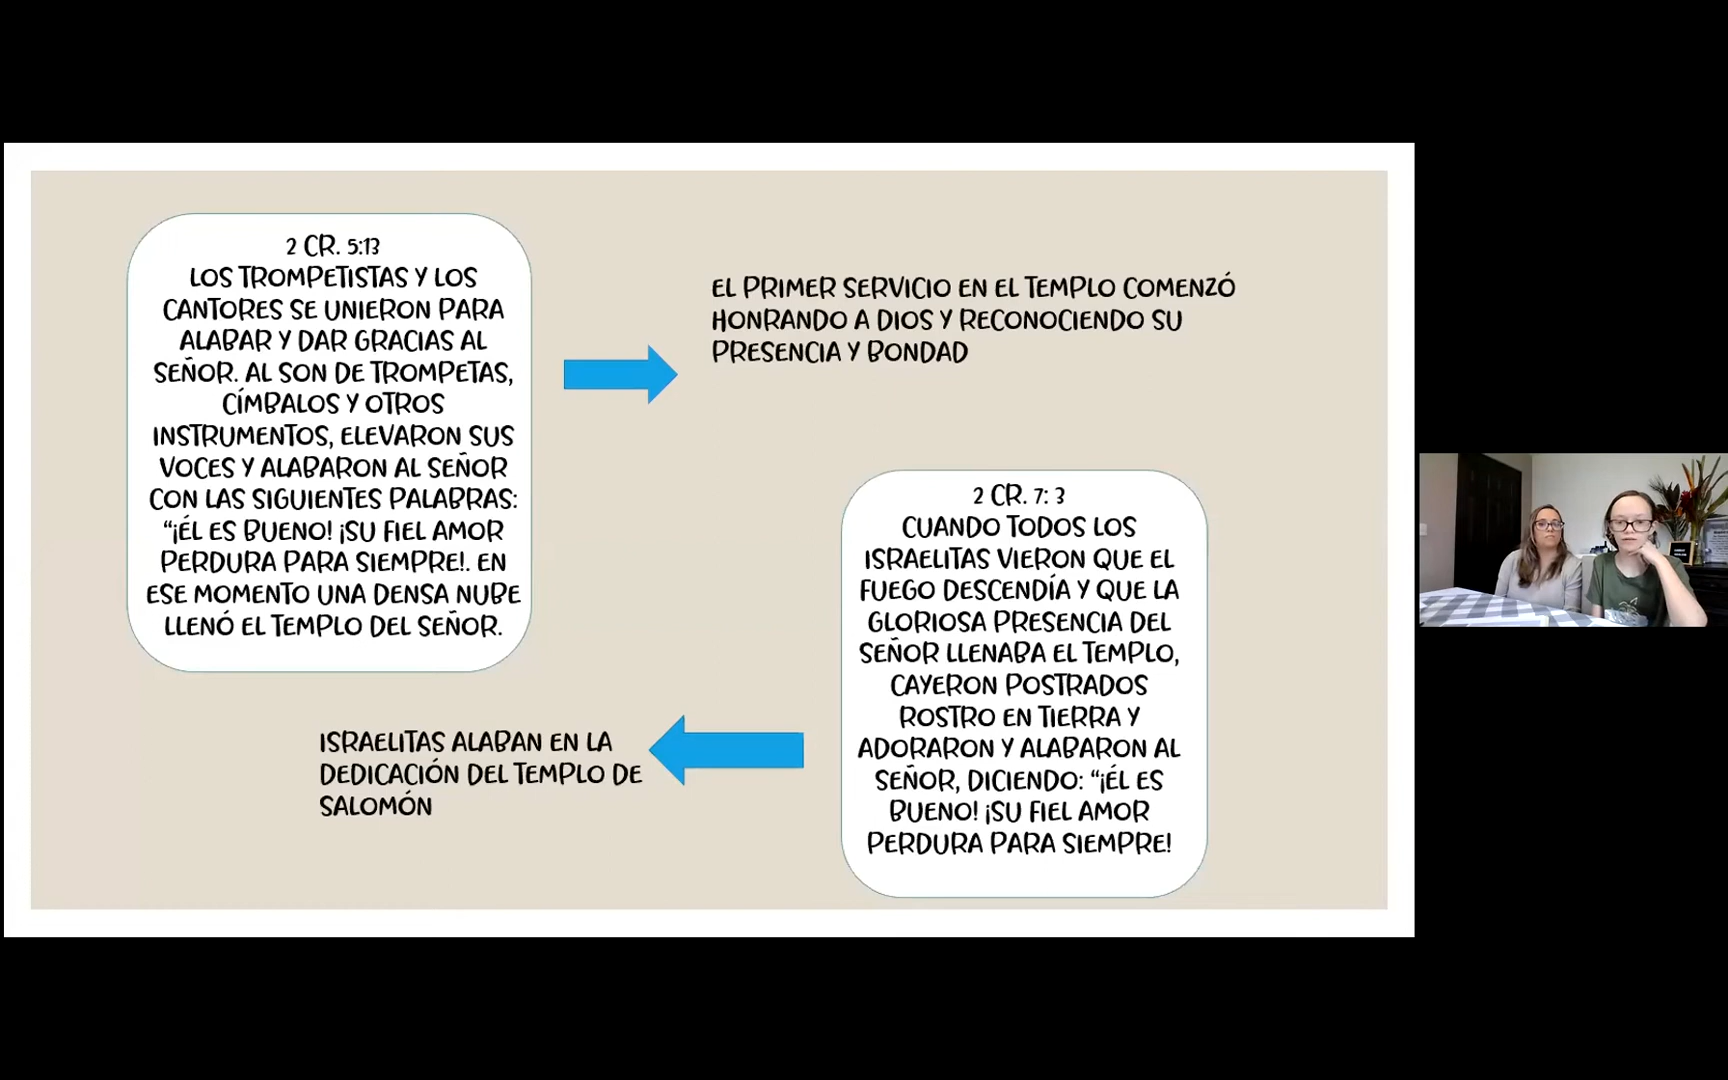 2 CR. 5:13
LOS TROMPETISTAS Y LOS
CANTORES SE UNIERON PARA
ALABAR Y DAR GRACIAS AL
SEÑOR. AL SON DE TROMPETAS,
CÍMBALOS Y OTROS
INSTRUMENTOS, ELEVARON SUS
VOCES Y ALABARON AL SEÑOR
CON LAS SIGUIENTES PALABRAS:
“¡ÉL ES BUENO! ¡SU FIEL AMOR
PERDURA PARA SIEMPRE!. EN
ESE MOMENTO UNA DENSA NUBE
LLENÓ EL TEMPLO DEL SEÑOR.
EL PRIMER SERVICIO EN EL TEMPLO COMENZÓ
HONRANDO A DIOS Y RECONOCIENDO SU
PRESENCIA Y BONDAD
2 CR. 7: 3
CUANDO TODOS LOS
ISRAELITAS VIERON QUE EL
FUEGO DESCENDÍA Y QUE LA
GLORIOSA PRESENCIA DEL
SEÑOR LLENABA EL TEMPLO,
CAYERON POSTRADOS
ROSTRO EN TIERRA Y
ADORARON Y ALABARON AL
SEÑOR, DICIENDO: “¡ÉL ES
BUENO! ¡SU FIEL AMOR
PERDURA PARA SIEMPRE!
ISRAELITAS ALABAN EN LA
DEDICACIÓN DEL TEMPLO DE
SALOMÓN